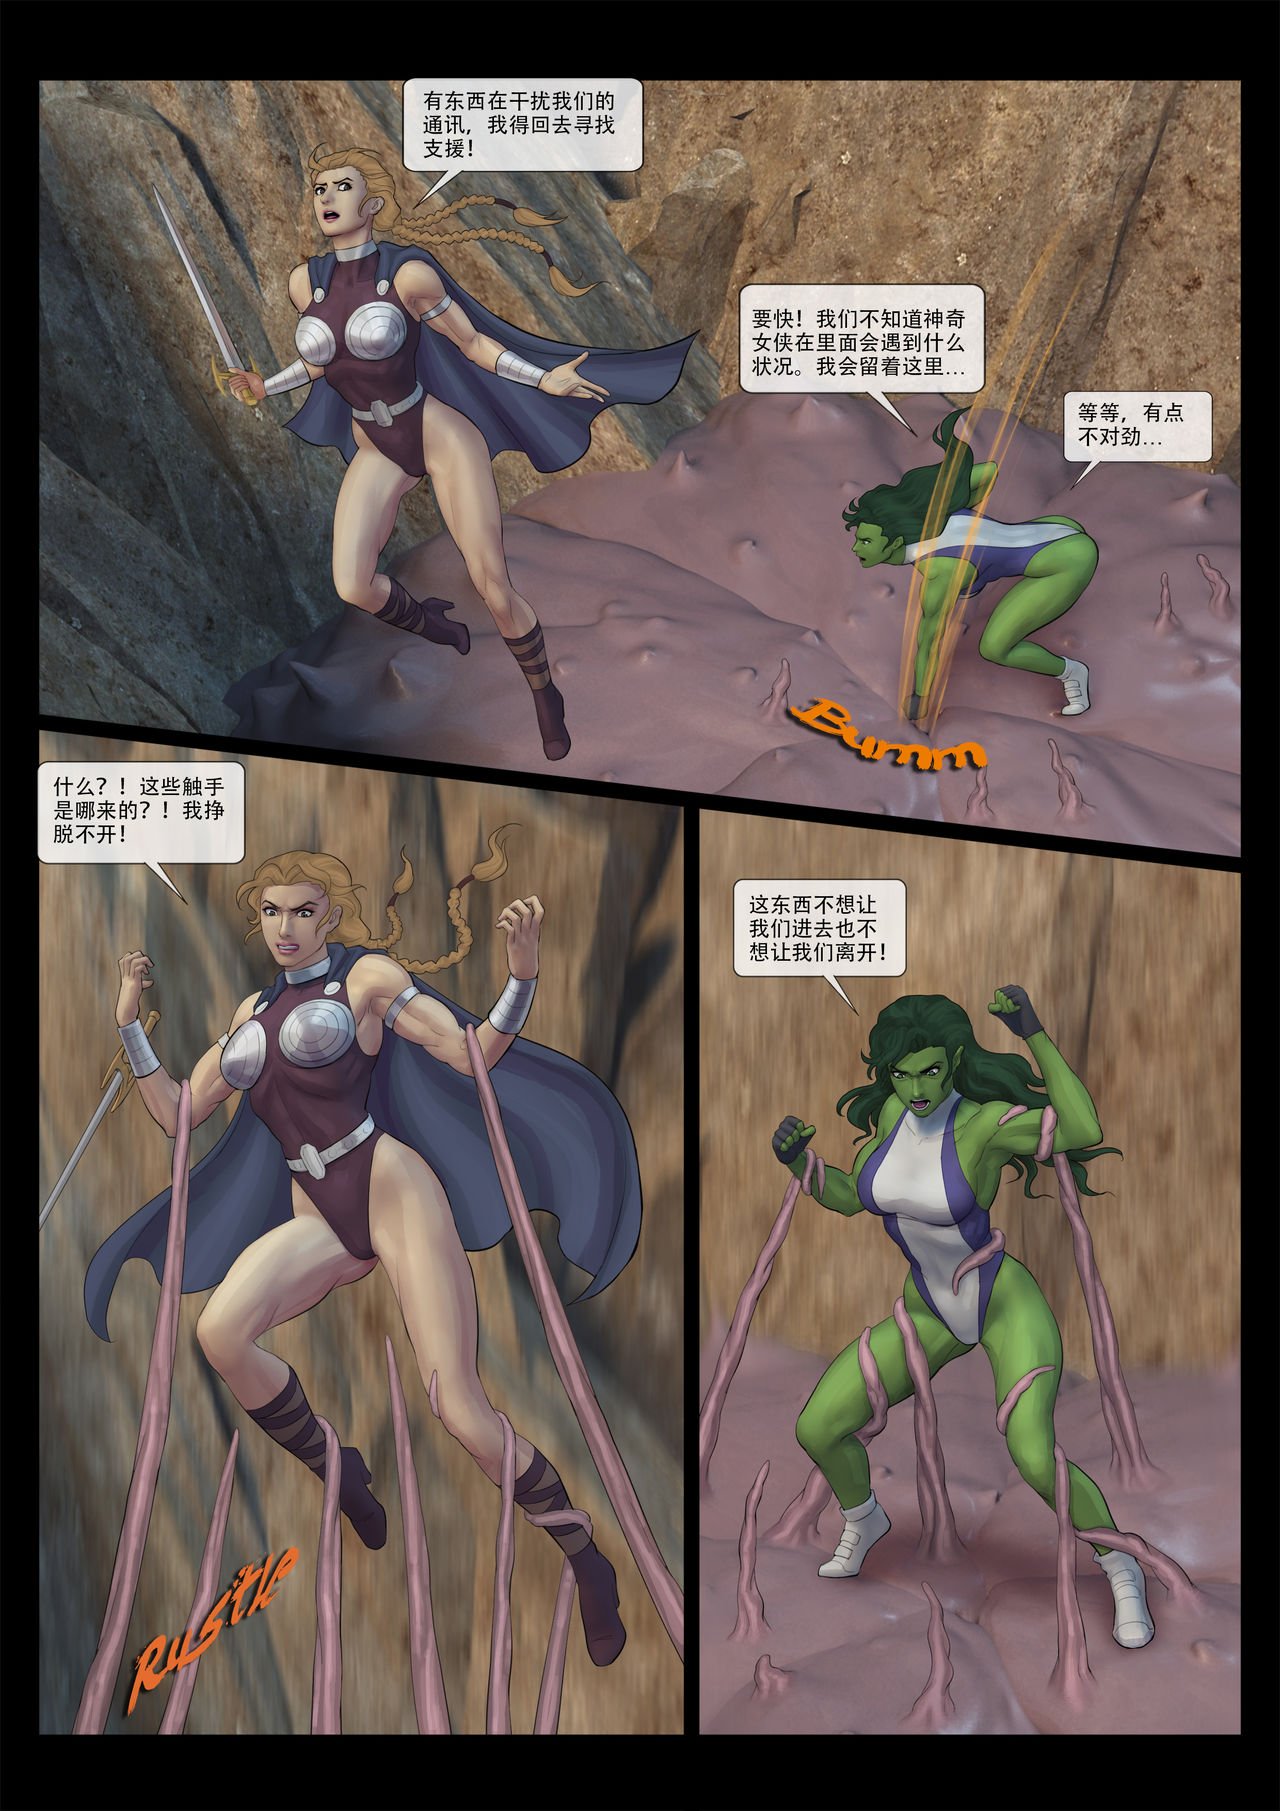 有东西在干扰我们的
通讯，我得回去寻找
支援！
要快！我们不知道神奇
女侠在里面会遇到什么
状况。我会留着这里...
等等，有点
不对劲...
Bumm
什么？！这些触手
是哪来的？！我挣
脱不开！
这东西不想让
我们进去也不
想让我们离开！
Rustle